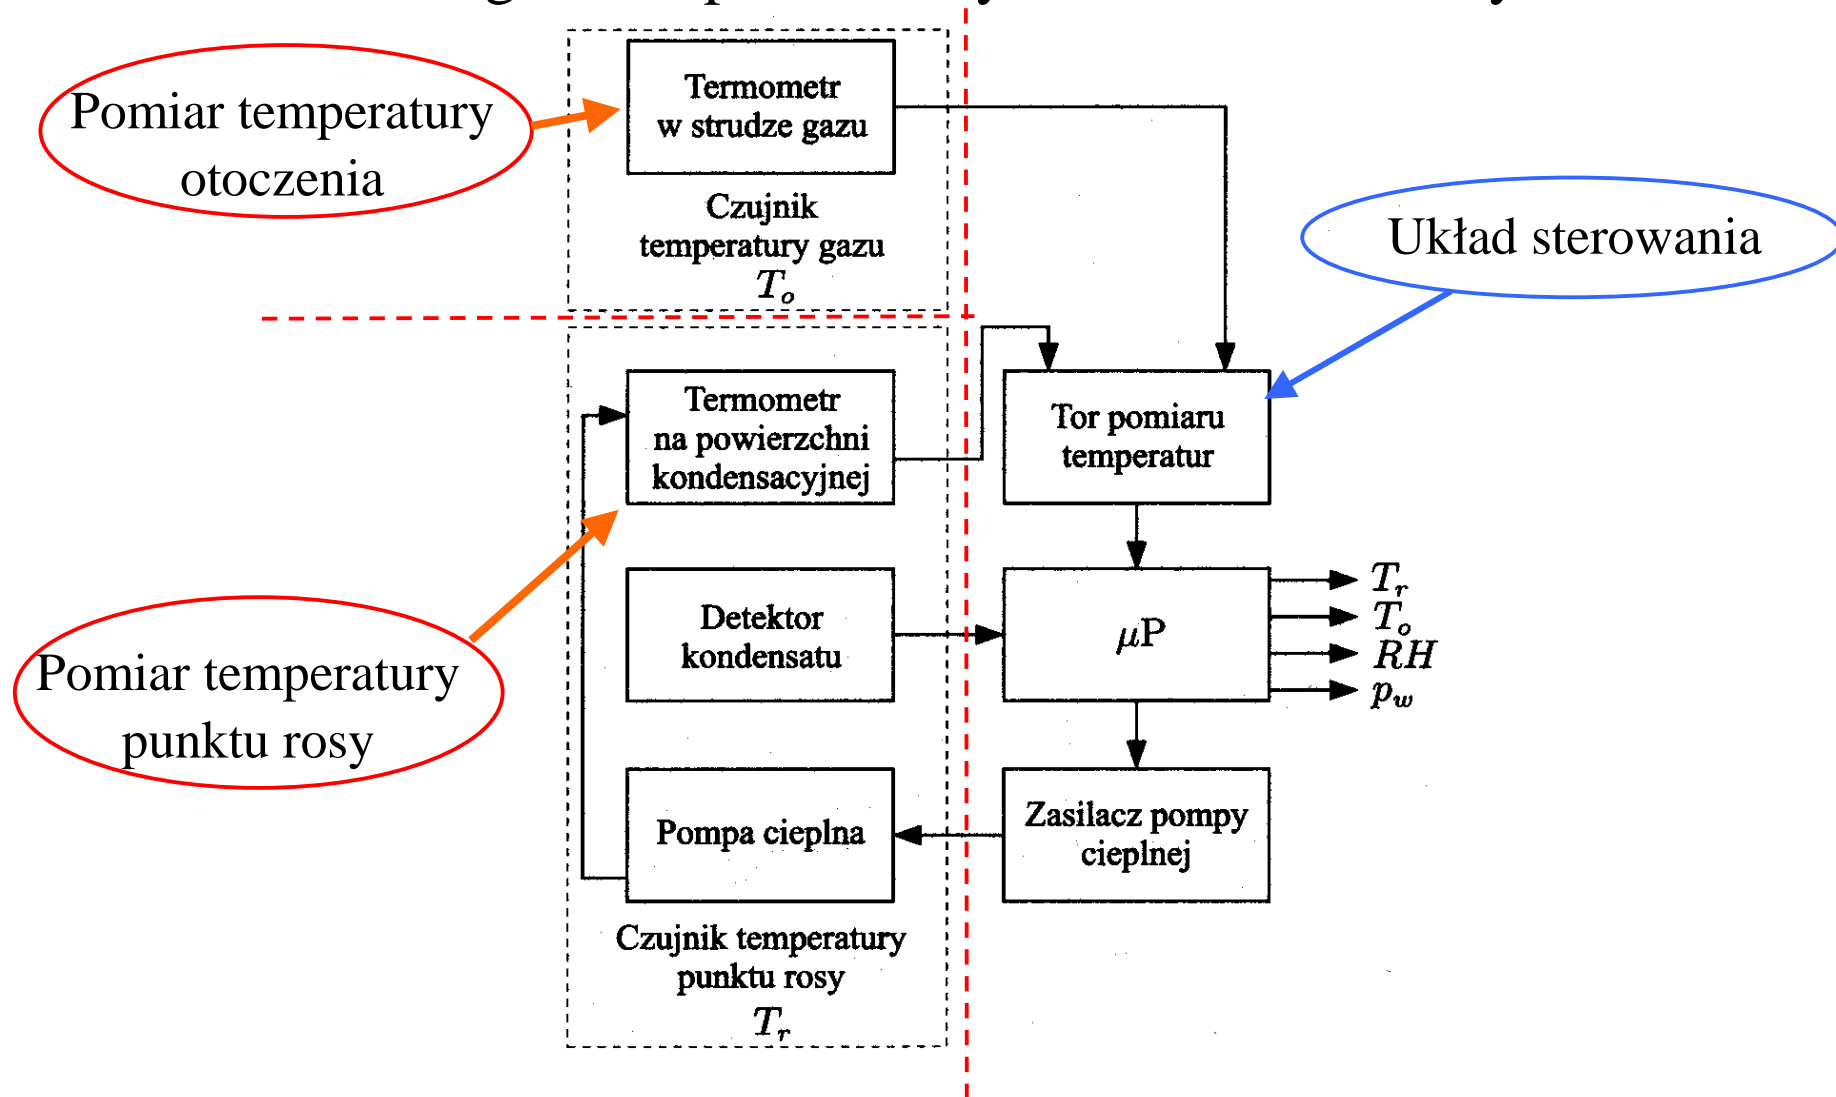 Pomiar temperatury
otoczenia
Termometr
w strudze gazu
Czujnik
temperatury gazu
T_o
Układ sterowania
Termometr
na powierzchni
kondensacyjnej
Tor pomiaru
temperatur
Pomiar temperatury
punktu rosy
Detektor
kondensatu
μP
T_r
T_o
RH
p_w
Pompa cieplna
Zasilacz pompy
cieplnej
Czujnik temperatury
punktu rosy
T_r